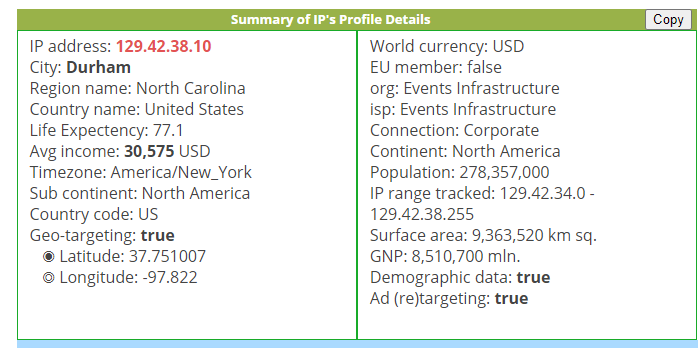 Summary of IP's Profile Details
Copy
IP address: 129.42.38.10
City: Durham
Region name: North Carolina
Country name: United States
Life Expectency: 77.1
Avg income: 30,575 USD
Timezone: America/New_York
Sub continent: North America
Country code: US
Geo-targeting: true
Latitude: 37.751007
Longitude: -97.822
World currency: USD
EU member: false
org: Events Infrastructure
isp: Events Infrastructure
Connection: Corporate
Continent: North America
Population: 278,357,000
IP range tracked: 129.42.34.0 -
129.42.38.255
Surface area: 9,363,520 km sq.
GNP: 8,510,700 mln.
Demographic data: true
Ad (re)targeting: true